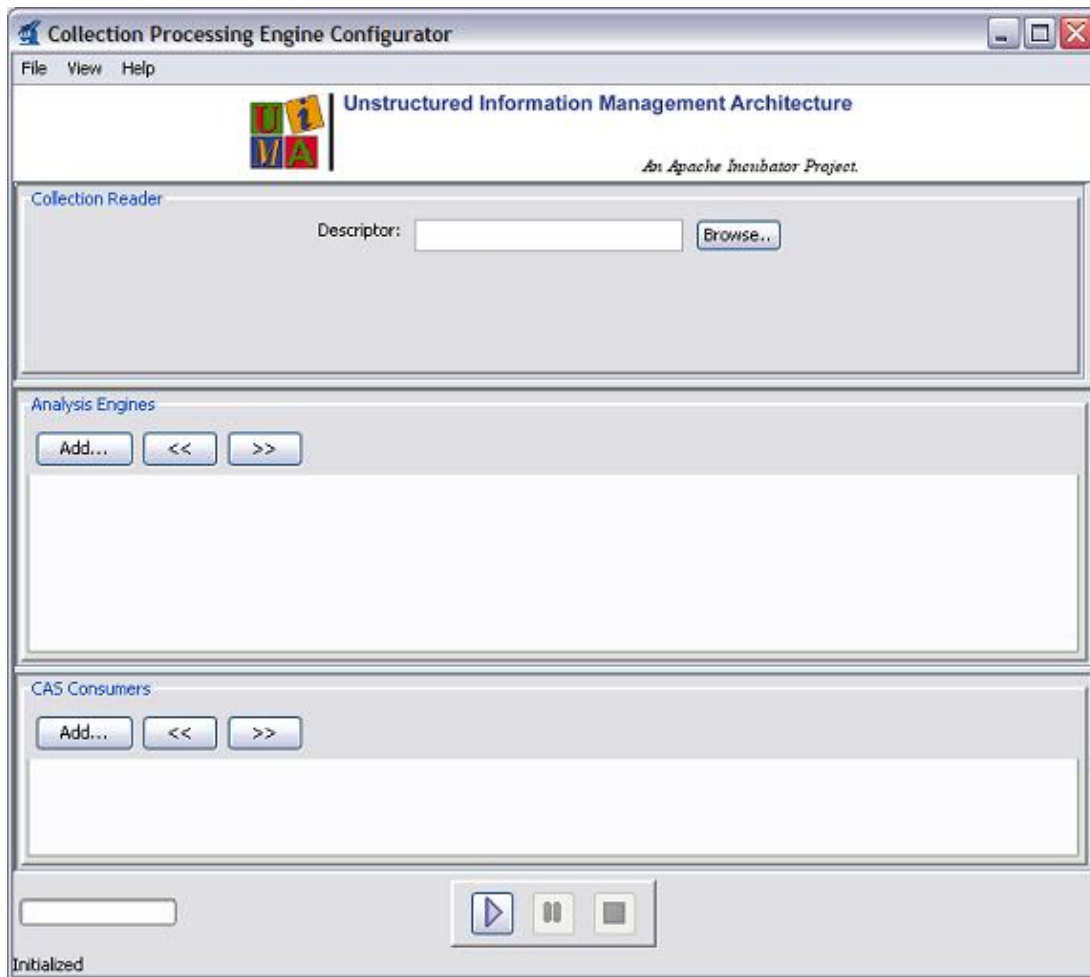 Collection Processing Engine Configurator
File View Help
UiMA
Unstructured Information Management Architecture
An Apache Incubator Project.
Collection Reader
Descriptor:
Browse..
Analysis Engines
Add... << >>
CAS Consumers
Add... << >>
Initialized